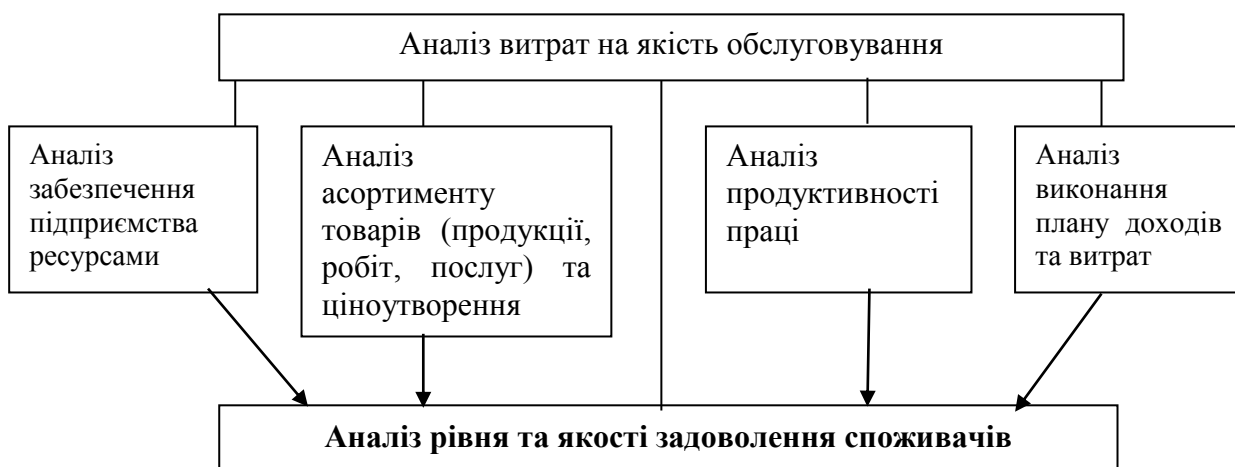 Аналіз витрат на якість обслуговування
Аналіз
забезпечення
підприємства
ресурсами
Аналіз
асортименту
товарів (продукції,
робіт, послуг) та
ціноутворення
Аналіз
продуктивності
праці
Аналіз
виконання
плану доходів
та витрат
Аналіз рівня та якості задоволення споживачів